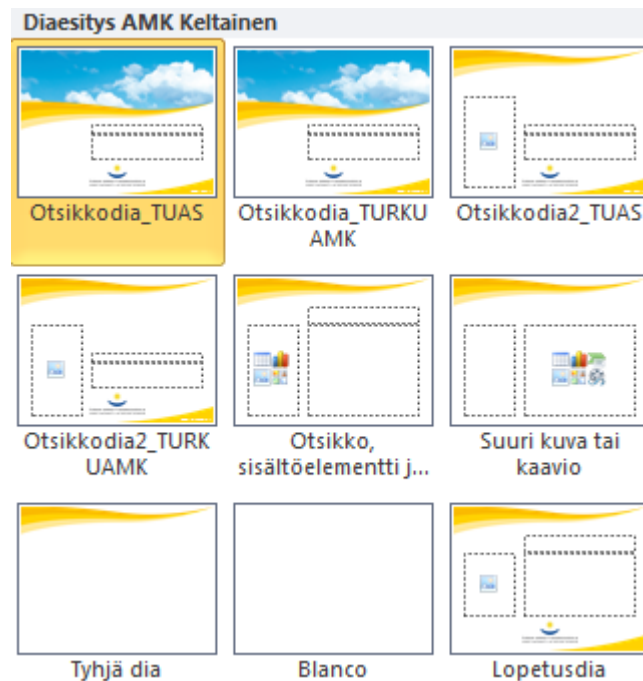 Diaesitys AMK Keltainen
Otsikkodia_TUAS
Otsikkodia_TURKU
AMK
Otsikkodia2_TUAS
Otsikkodia2_TURK
UAMK
Otsikko,
sisältöelementti j...
Suuri kuva tai
kaavio
Tyhjä dia
Blanco
Lopetusdia